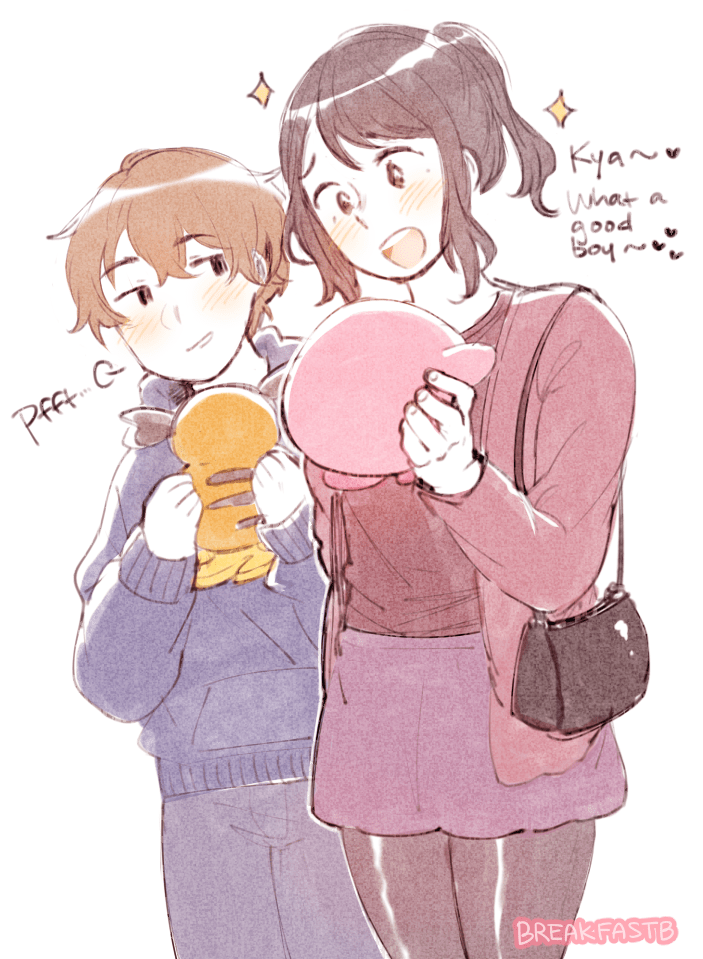 Kya~ ♥
What a
good
boy~ ♥♥♥
Pfft...
BREAKFASTB